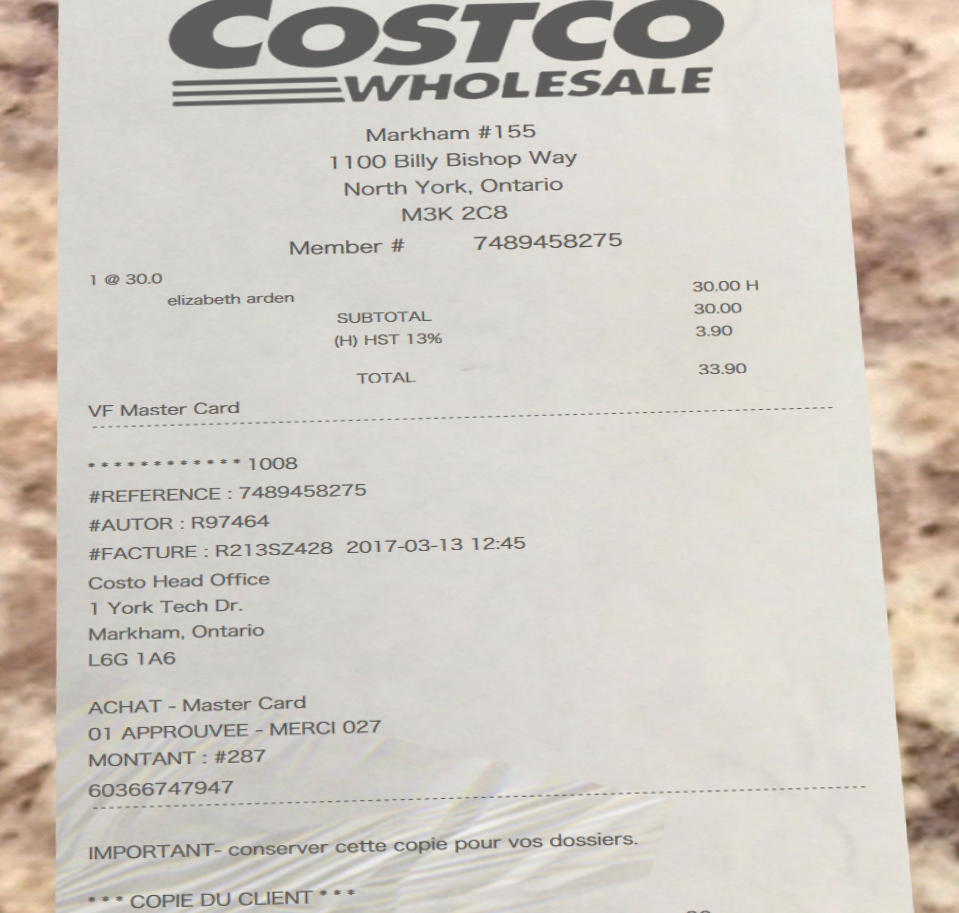 COSTCO
WHOLESALE
Markham #155
1100 Billy Bishop Way
North York, Ontario
M3K 2C8
Member # 7489458275
1 @ 30.0
elizabeth arden 30.00 H
SUBTOTAL 30.00
(H) HST 13% 3.90
TOTAL 33.90
VF Master Card
* * * * * * * * * * * * 1008
#REFERENCE : 7489458275
#AUTOR : R97464
#FACTURE : R213SZ428 2017-03-13 12:45
Costo Head Office
1 York Tech Dr.
Markham, Ontario
L6G 1A6
ACHAT - Master Card
01 APPROUVEE - MERCI 027
MONTANT : #287
60366747947
IMPORTANT- conserver cette copie pour vos dossiers.
* * * COPIE DU CLIENT * * *